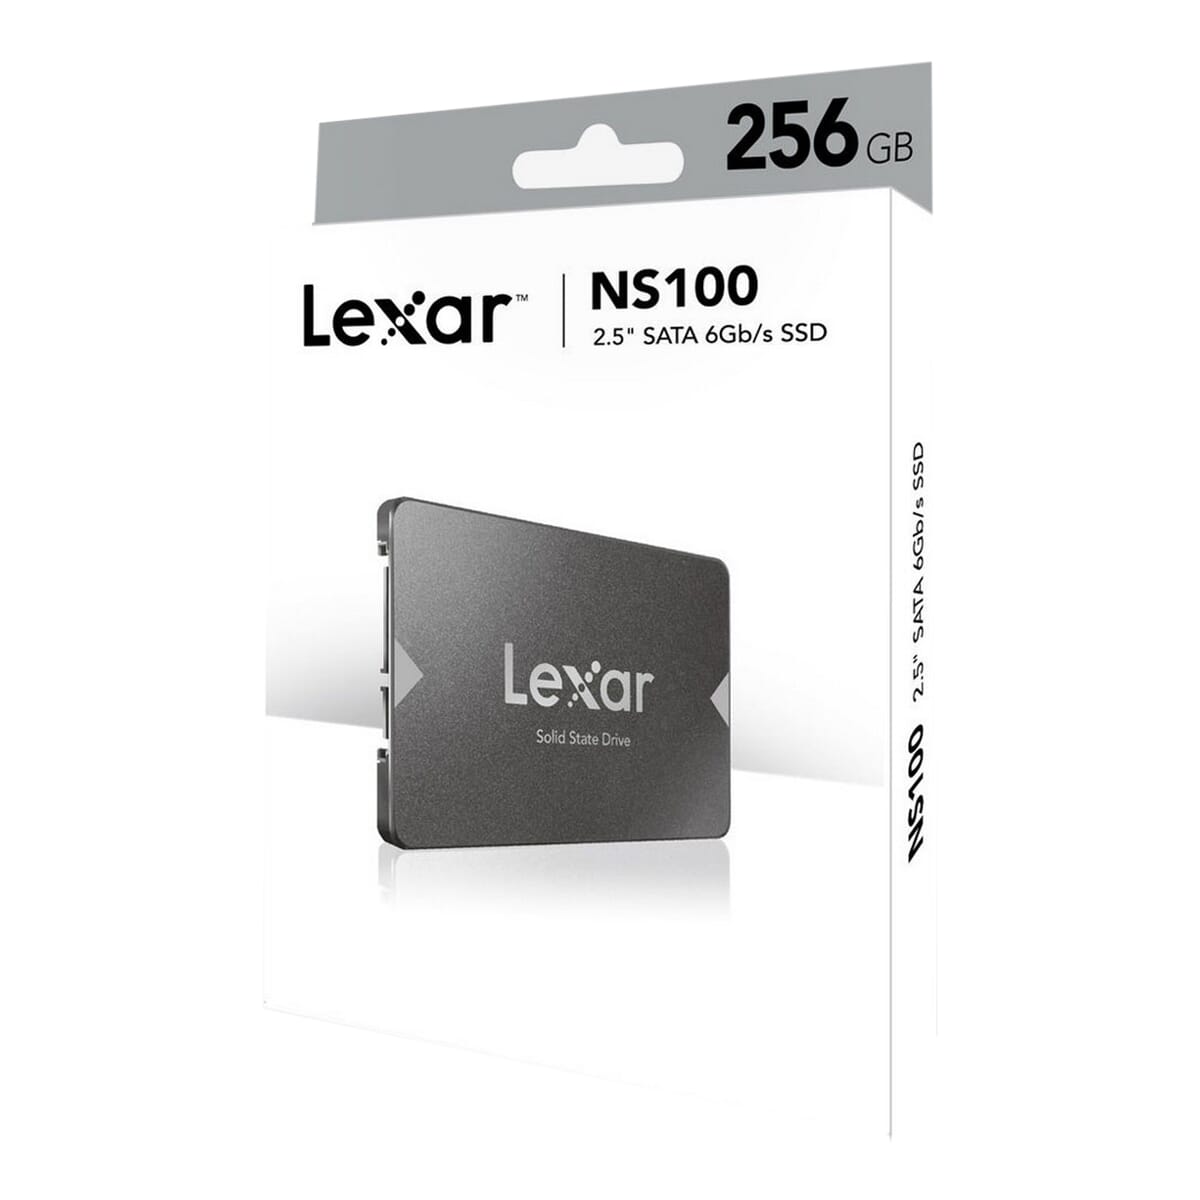 256 GB
Lexar™
NS100
2.5" SATA 6Gb/s SSD
Lexar
Solid State Drive
NS100 2.5" SATA 6Gb/s SSD